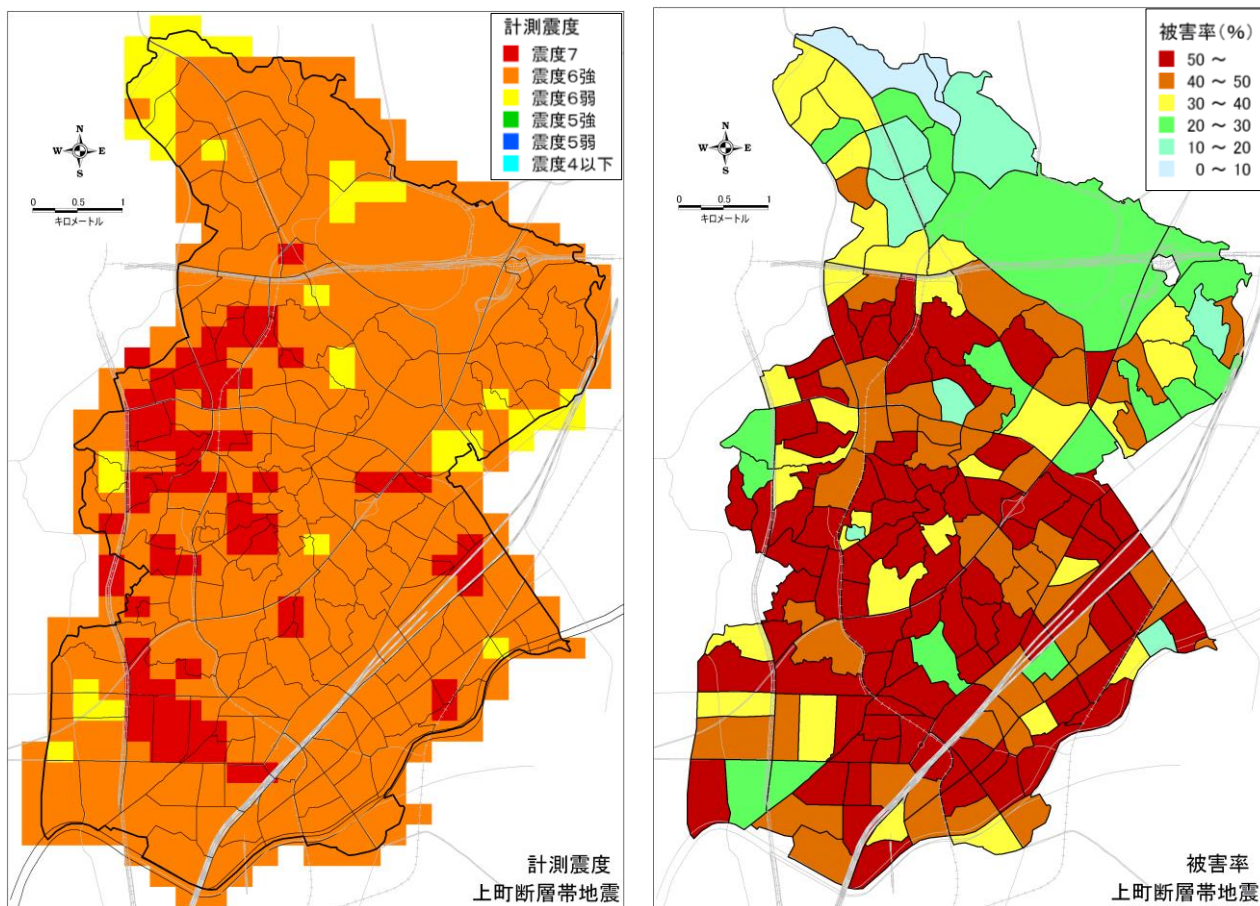 計測震度
震度7
震度6強
震度6弱
震度5強
震度5弱
震度4以下
N
W E
S
0 0.5 1
キロメートル
計測震度
上町断層帯地震
被害率(%)
50 ~
40 ~ 50
30 ~ 40
20 ~ 30
10 ~ 20
0 ~ 10
N
W E
S
0 0.5 1
キロメートル
被害率
上町断層帯地震